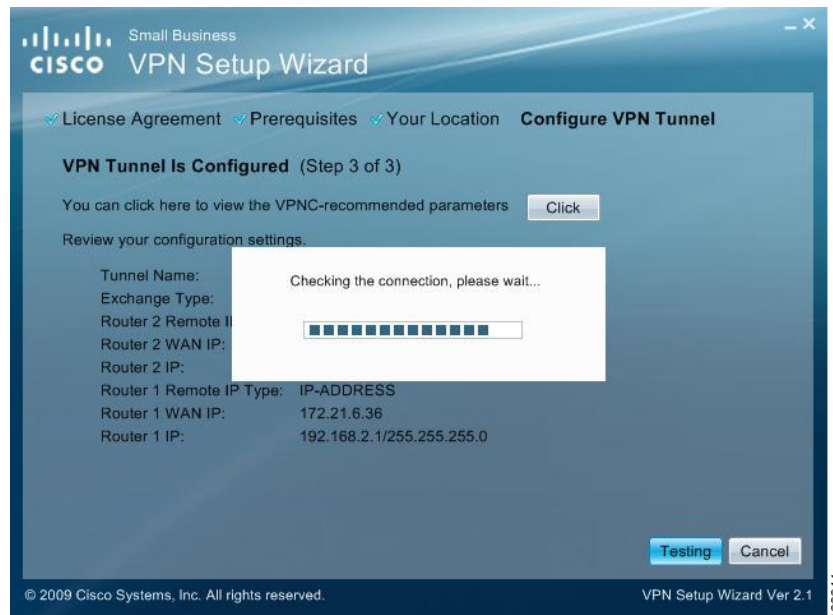 Small Business
CISCO VPN Setup Wizard
License Agreement Prerequisites Your Location Configure VPN Tunnel
VPN Tunnel Is Configured (Step 3 of 3)
You can click here to view the VPNC-recommended parameters Click
Review your configuration settings.
Tunnel Name:
Exchange Type:
Router 2 Remote
Router 2 WAN IP:
Router 2 IP:
Checking the connection, please wait...
Router 1 Remote IP Type: IP-ADDRESS
Router 1 WAN IP: 172.21.6.36
Router 1 IP: 192.168.2.1/255.255.255.0
Testing Cancel
© 2009 Cisco Systems, Inc. All rights reserved. VPN Setup Wizard Ver 2.1